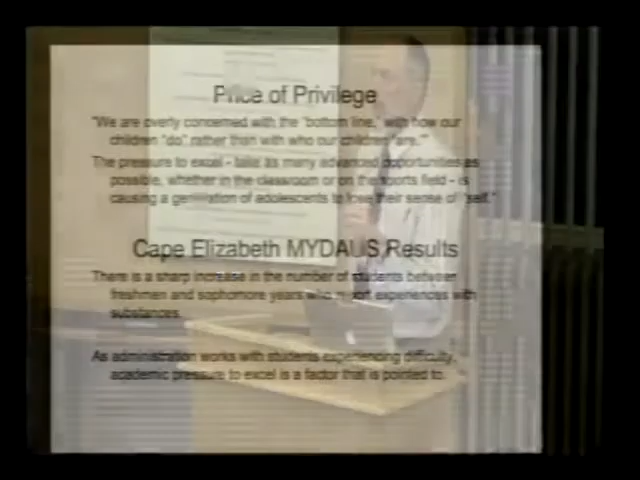 Price of Privilege
"We are overly concerned with the "bottom line," with how our
children "do" rather than with who our children "are.""
The pressure to excel - take as many advanced opportunities as
possible, whether in the classroom or on the sports field - is
causing a generation of adolescents to lose their sense of "self."
Cape Elizabeth MYDAUS Results
There is a sharp increase in the number of students between
freshmen and sophomore years who report experiences with
substances.
As administration works with students experiencing difficulty,
academic pressure to excel is a factor that is pointed to.